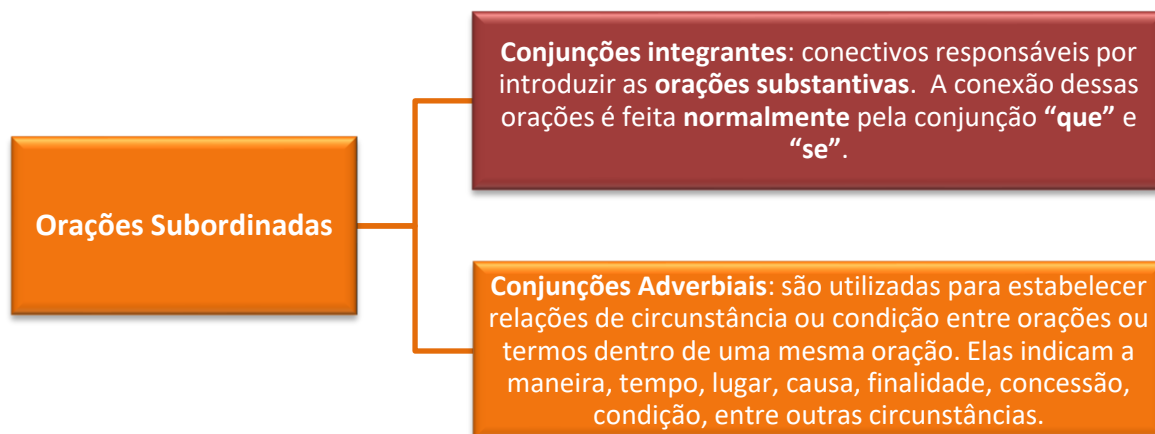 Conjunções integrantes: conectivos responsáveis por
introduzir as orações substantivas. A conexão dessas
orações é feita normalmente pela conjunção “que” e
“se”.
Orações Subordinadas
Conjunções Adverbiais: são utilizadas para estabelecer
relações de circunstância ou condição entre orações ou
termos dentro de uma mesma oração. Elas indicam a
maneira, tempo, lugar, causa, finalidade, concessão,
condição, entre outras circunstâncias.